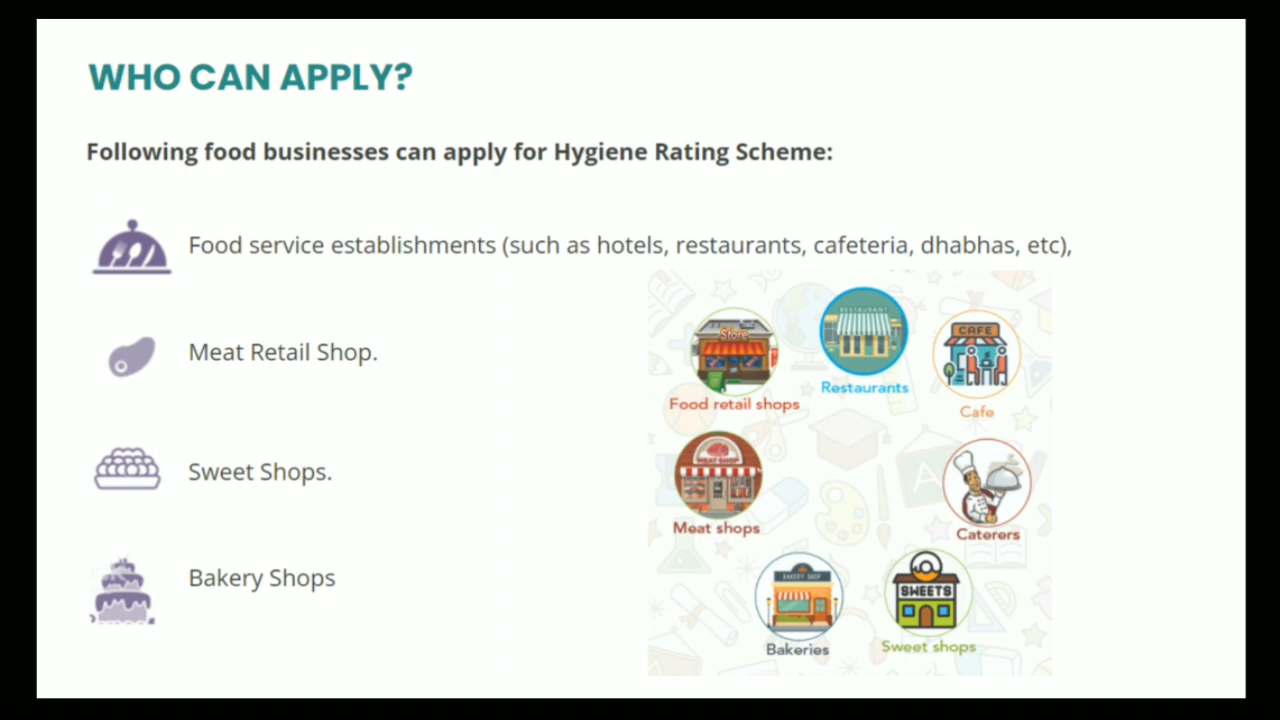 WHO CAN APPLY?
Following food businesses can apply for Hygiene Rating Scheme:
Food service establishments (such as hotels, restaurants, cafeteria, dhabhas, etc),
Meat Retail Shop.
Sweet Shops.
Bakery Shops
Store
Food retail shops
RESTAURANT
Restaurants
CAFE
Cafe
MEAT SHOP
Meat shops
Caterers
BAKERY SHOP
Bakeries
SWEETS
Sweet shops
A